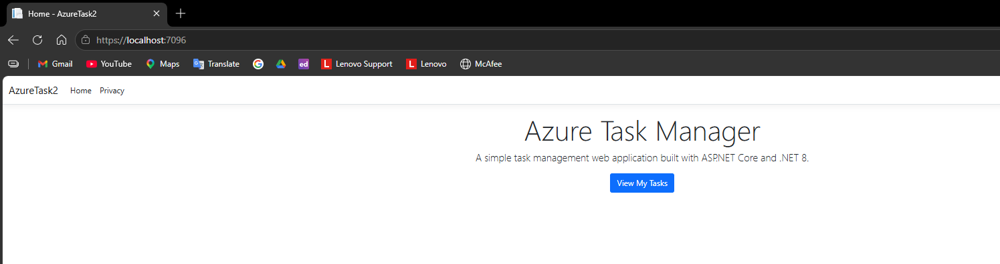 Home - AzureTask2
https://localhost:7096
Gmail YouTube Maps Translate G ed L Lenovo Support L Lenovo McAfee
AzureTask2 Home Privacy
Azure Task Manager
A simple task management web application built with ASP.NET Core and .NET 8.
View My Tasks